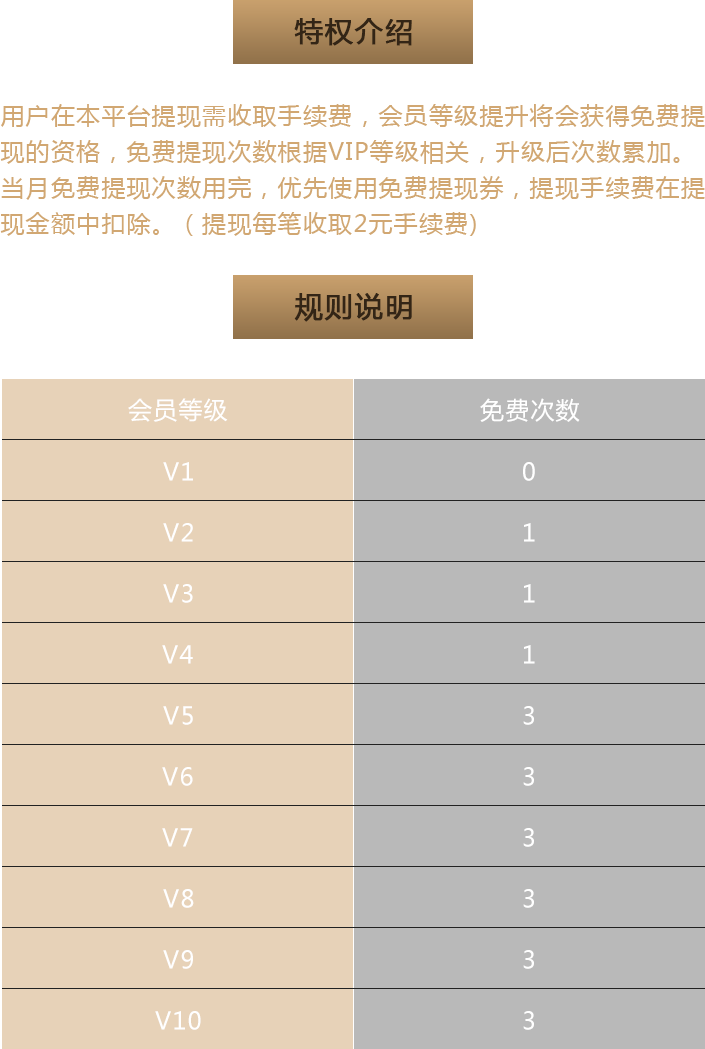 特权介绍
用户在本平台提现需收取手续费，会员等级提升将会获得免费提
现的资格，免费提现次数根据VIP等级相关，升级后次数累加。
当月免费提现次数用完，优先使用免费提现券，提现手续费在提
现金额中扣除。（提现每笔收取2元手续费)
规则说明
会员等级 免费次数
V1 0
V2 1
V3 1
V4 1
V5 3
V6 3
V7 3
V8 3
V9 3
V10 3